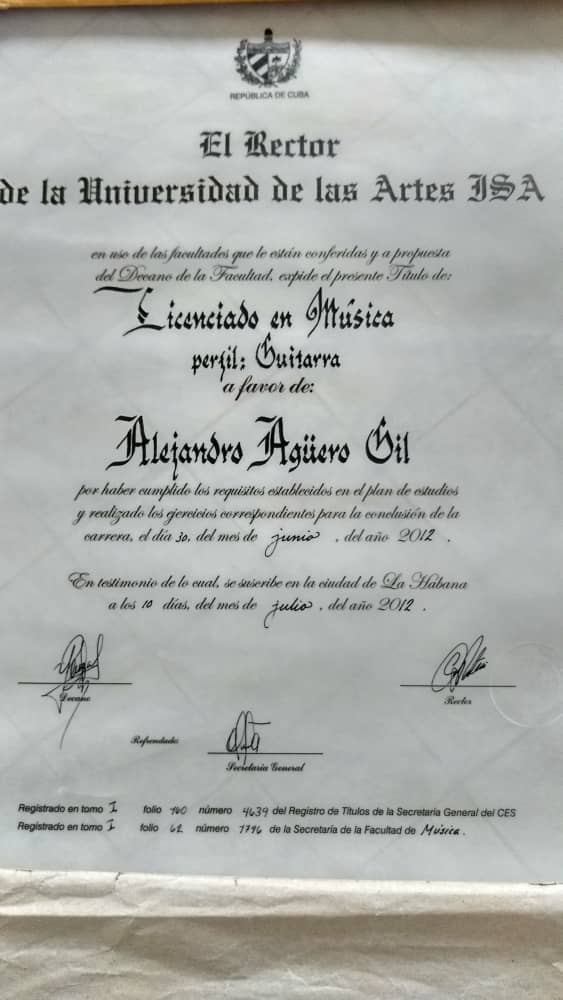 REPÚBLICA DE CUBA
El Rector
de la Universidad de las Artes ISA
en uso de las facultades que le están conferidas y a propuesta
del Decano de la Facultad, expide el presente Título de:
Licenciado en Música
perfil: Guitarra
a favor de:
Alejandro Agüero Gil
por haber cumplido los requisitos establecidos en el plan de estudios
y realizado los ejercicios correspondientes para la conclusión de la
carrera, el día 30, del mes de junio , del año 2012 .
En testimonio de lo cual, se suscribe en la ciudad de La Habana
a los 10 días, del mes de julio , del año 2012 .
Decano
Rector
Refrendado:
Secretaria General
Registrado en tomo I folio 160 número 4639 del Registro de Títulos de la Secretaría General del CES
Registrado en tomo I folio 61 número 1796 de la Secretaría de la Facultad de Música .